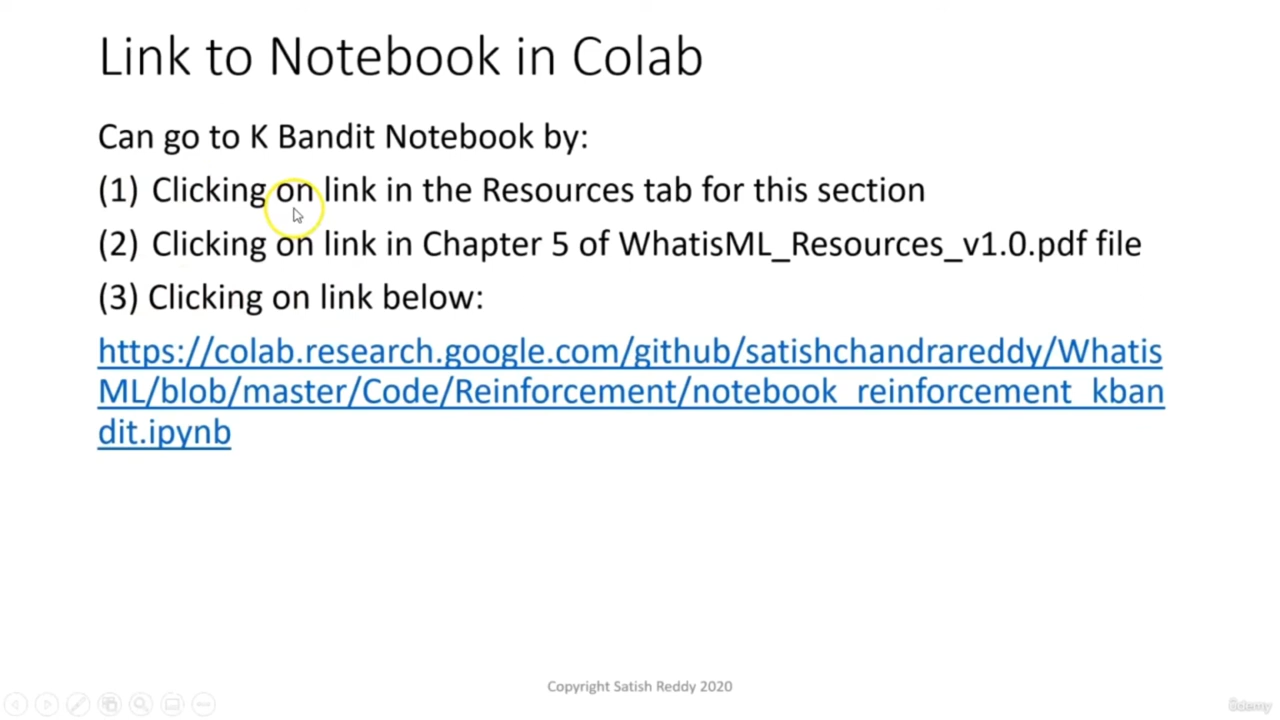 Link to Notebook in Colab
Can go to K Bandit Notebook by:
(1) Clicking on link in the Resources tab for this section
(2) Clicking on link in Chapter 5 of WhatisML_Resources_v1.0.pdf file
(3) Clicking on link below:
https://colab.research.google.com/github/satishchandrareddy/Whatis
ML/blob/master/Code/Reinforcement/notebook_reinforcement_kban
dit.ipynb
Copyright Satish Reddy 2020
ûdemy